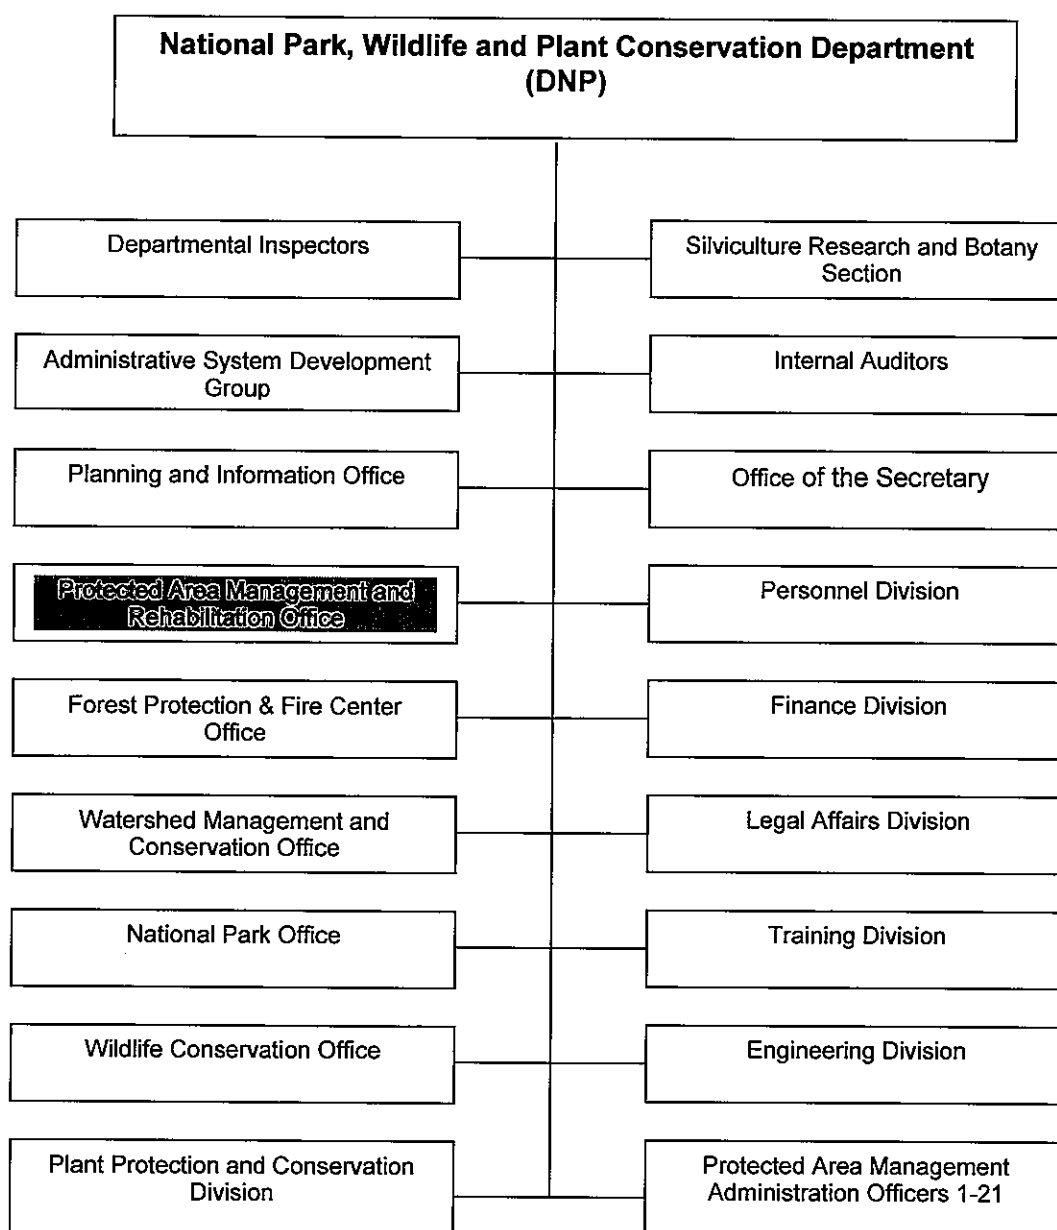 National Park, Wildlife and Plant Conservation Department
(DNP)
Departmental Inspectors
Silviculture Research and Botany
Section
Administrative System Development
Group
Internal Auditors
Planning and Information Office
Office of the Secretary
Protected Area Management and
Rehabilitation Office
Personnel Division
Forest Protection & Fire Center
Office
Finance Division
Watershed Management and
Conservation Office
Legal Affairs Division
National Park Office
Training Division
Wildlife Conservation Office
Engineering Division
Plant Protection and Conservation
Division
Protected Area Management
Administration Officers 1-21